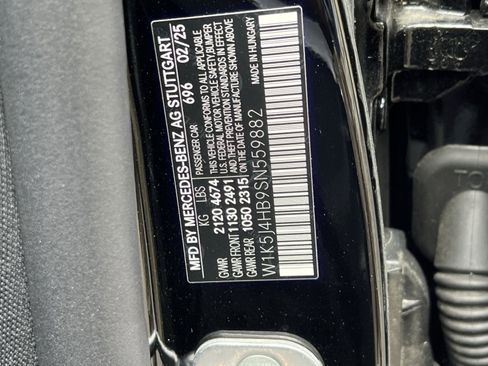 MFD BY MERCEDES-BENZ AG STUTTGART
696 02/25
KG LBS PASSENGER CAR
GVWR 2120 4674 THIS VEHICLE CONFORMS TO ALL APPLICABLE
GAWR FRONT 1130 2491 U.S. FEDERAL MOTOR VEHICLE SAFETY/BUMPER
GAWR REAR 1050 2315 AND THEFT PREVENTION STANDARDS IN EFFECT
ON THE DATE OF MANUFACTURE SHOWN ABOVE
MADE IN HUNGARY
W1K5J4HB9SN559882
TO